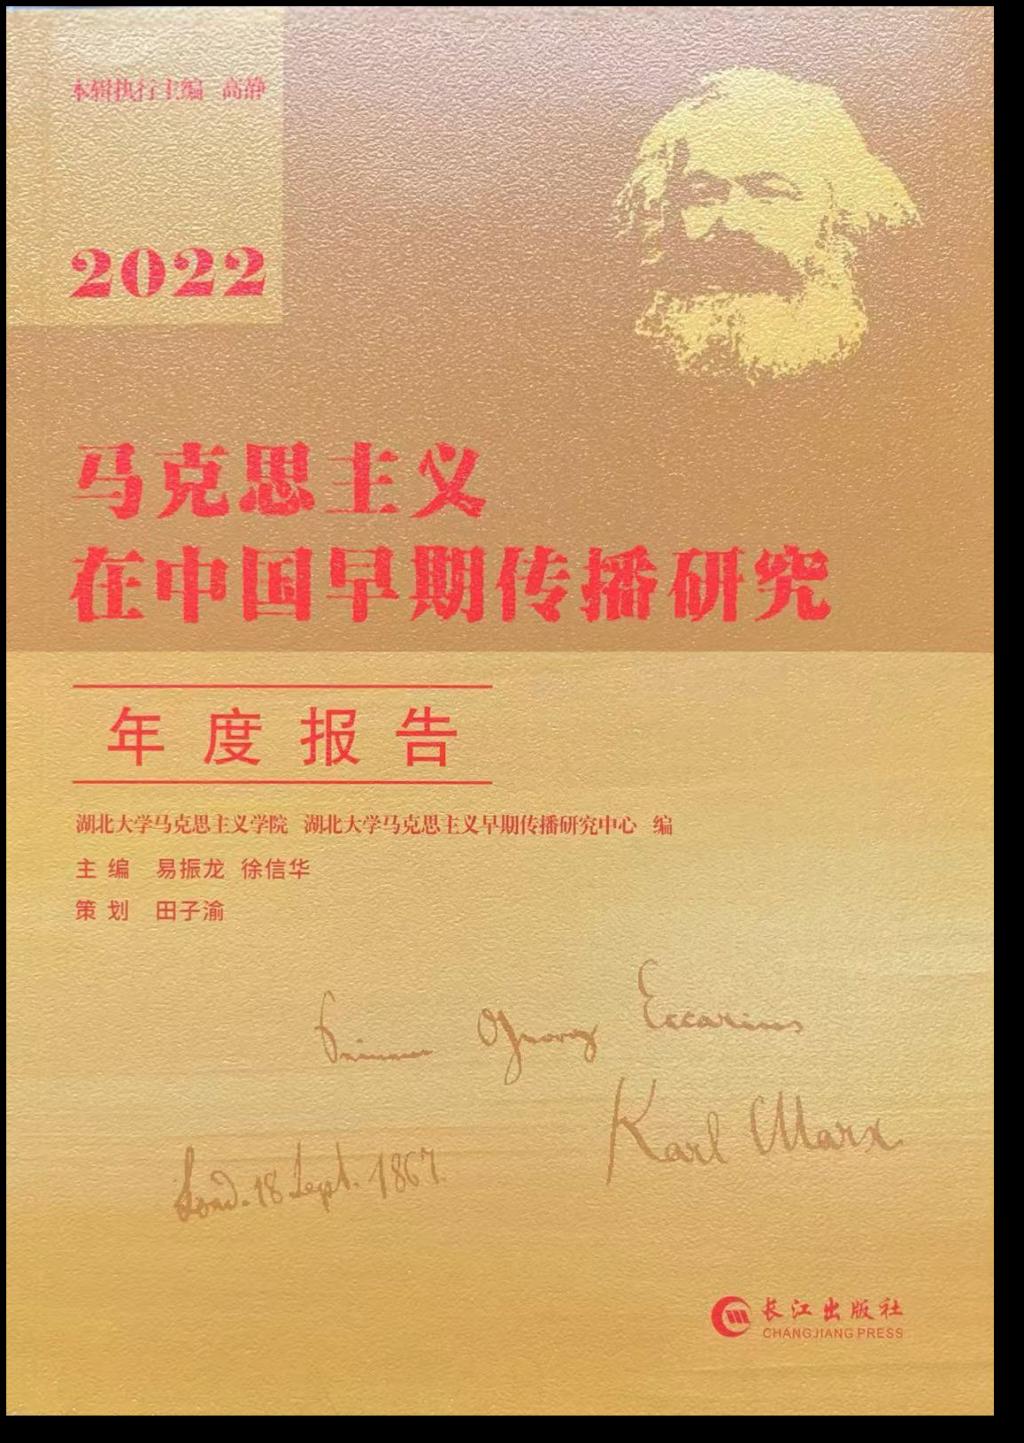 本辑执行主编 高静
2022
马克思主义
在中国早期传播研究
年度报告
湖北大学马克思主义学院 湖北大学马克思主义早期传播研究中心 编
主编 易振龙 徐信华
策划 田子渝
Georg Eccarius
Karl Marx
Lond. 18 Sept. 1867.
长江出版社
CHANGJIANG PRESS